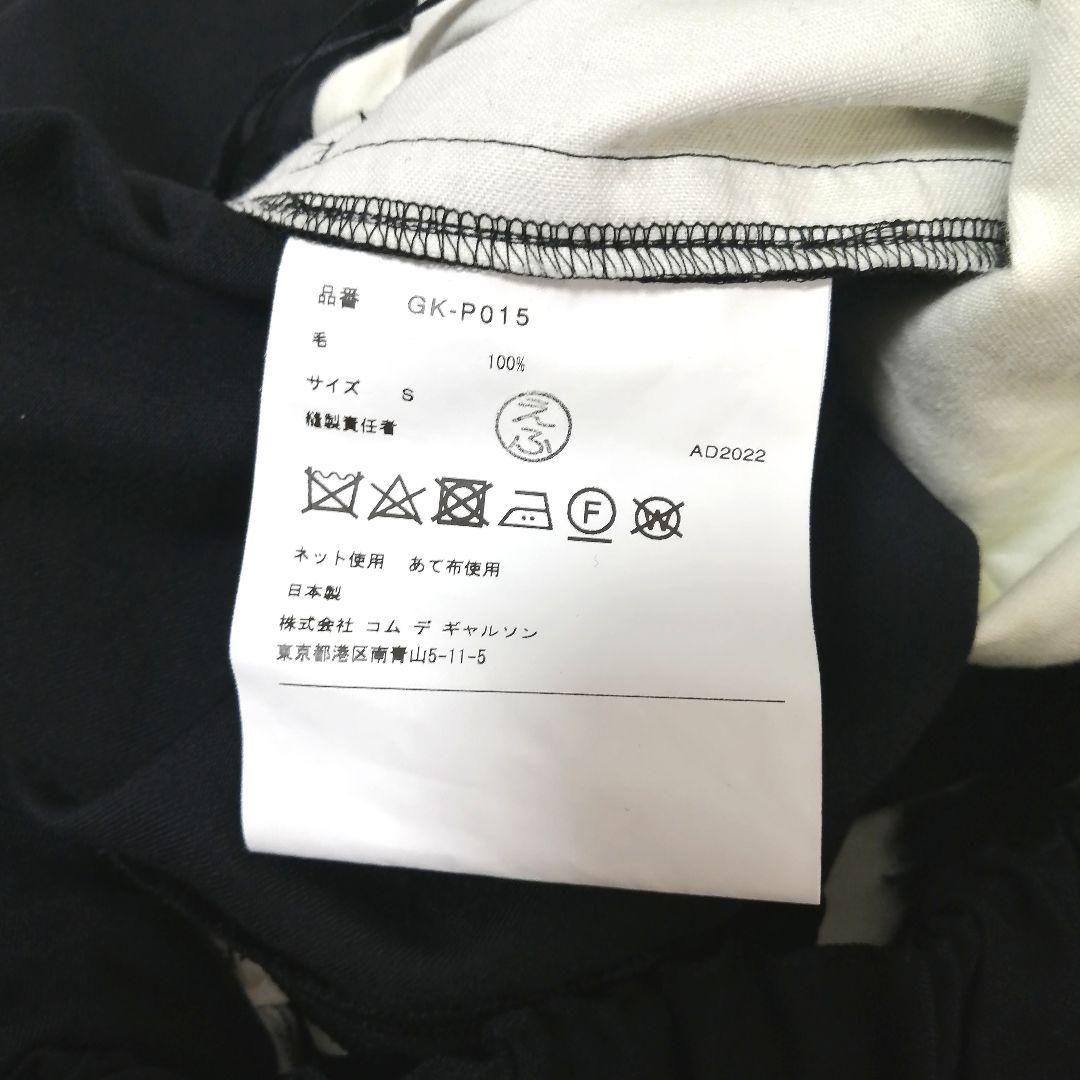 品番 GK-P015
毛 100%
サイズ S
縫製責任者 えふ
AD2022
F W
ネット使用 あて布使用
日本製
株式会社 コム デ ギャルソン
東京都港区南青山5-11-5